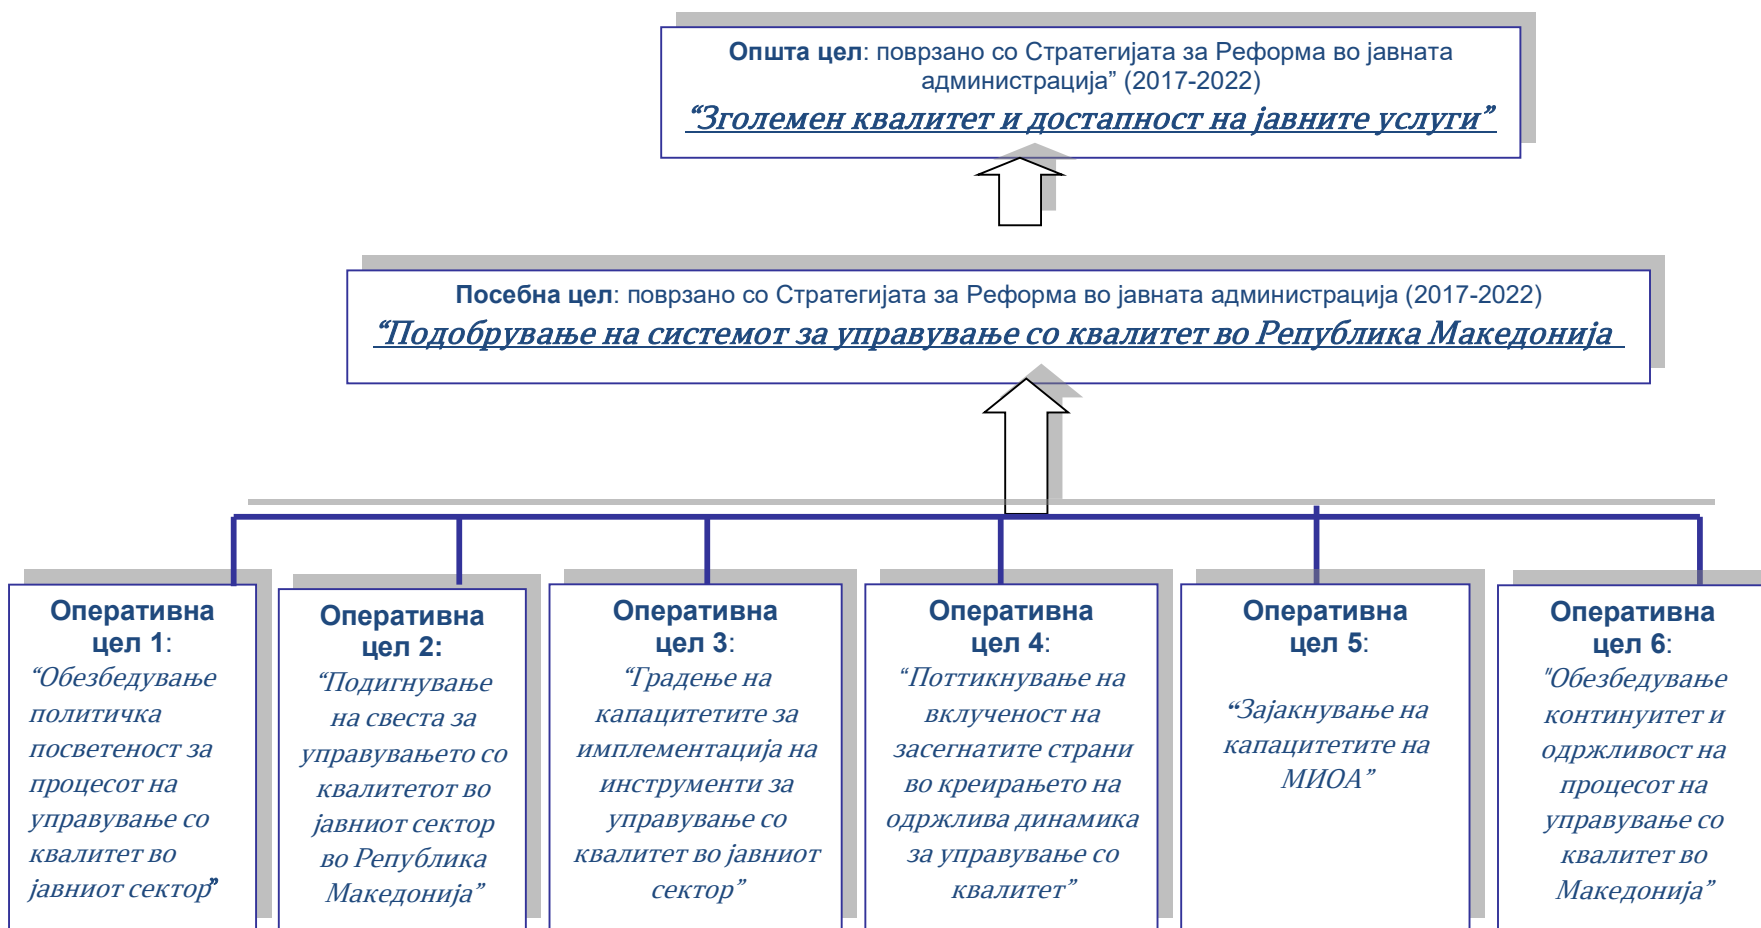 Општа цел: поврзано со Стратегијата за Реформа во јавната
администрација” (2017-2022)
“Зголемен квалитет и достапност на јавните услуги”
Посебна цел: поврзано со Стратегијата за Реформа во јавната администрација (2017-2022)
“Подобрување на системот за управување со квалитет во Република Македонија
Оперативна
цел 1:
“Обезбедување
политичка
посветеност за
процесот на
управување со
квалитет во
јавниот сектор”
Оперативна
цел 2:
“Подигнување
на свеста за
управувањето со
квалитетот во
јавниот сектор
во Република
Македонија”
Оперативна
цел 3:
“Градење на
капацитетите за
имплементација на
инструменти за
управување со
квалитет во јавниот
сектор”
Оперативна
цел 4:
“Поттикнување на
вклученост на
засегнатите страни
во креирањето на
одржлива динамика
за управување со
квалитет”
Оперативна
цел 5:
“Зајакнување на
капацитетите на
МИОА”
Оперативна
цел 6:
"Обезбедување
континуитет и
одржливост на
процесот на
управување со
квалитет во
Македонија”